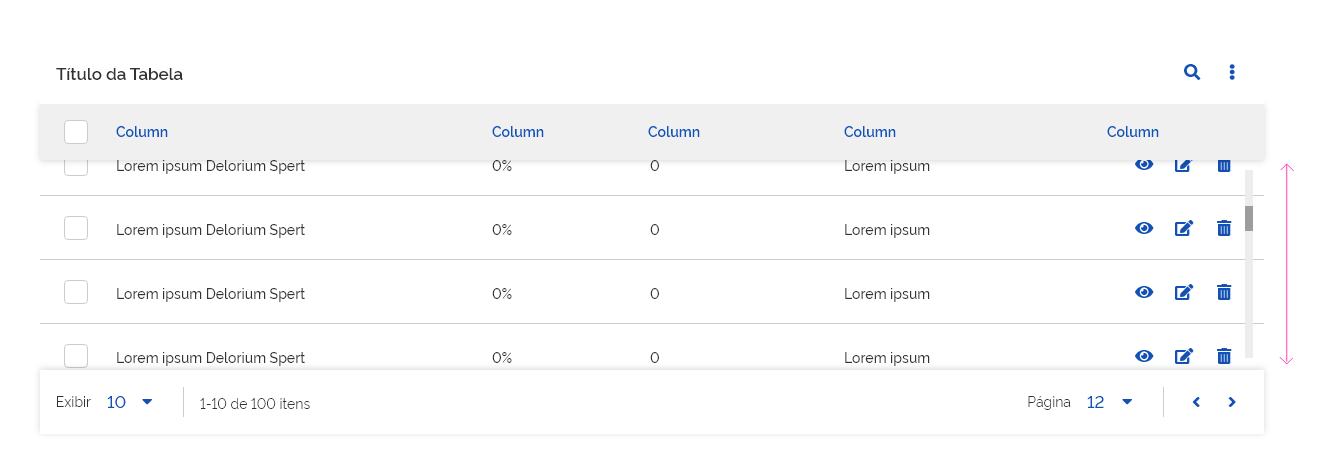 Título da Tabela
Column Column Column Column Column
Lorem ipsum Delorium Spert 0% 0 Lorem ipsum
Lorem ipsum Delorium Spert 0% 0 Lorem ipsum
Lorem ipsum Delorium Spert 0% 0 Lorem ipsum
Lorem ipsum Delorium Spert 0% 0 Lorem ipsum
Exibir 10 1-10 de 100 itens Página 12